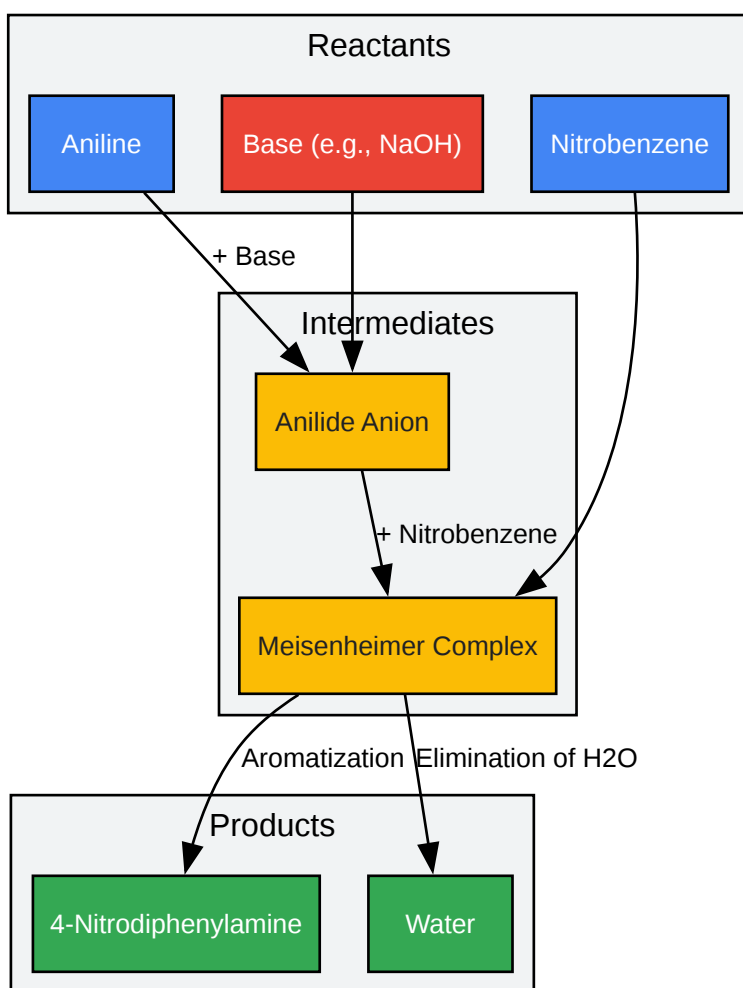 Reactants
Aniline
Base (e.g., NaOH)
Nitrobenzene
+ Base
Intermediates
Anilide Anion
+ Nitrobenzene
Meisenheimer Complex
Aromatization
Elimination of H2O
Products
4-Nitrodiphenylamine
Water